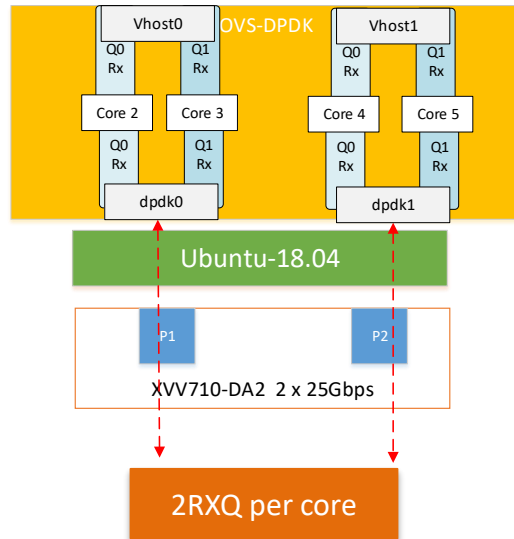 Vhost0
OVS-DPDK
Vhost1
Q0
Rx
Q1
Rx
Q0
Rx
Q1
Rx
Core 2
Core 3
Core 4
Core 5
Q0
Rx
Q1
Rx
Q0
Rx
Q1
Rx
dpdk0
dpdk1
Ubuntu-18.04
P1
P2
XVV710-DA2 2 x 25Gbps
2RXQ per core